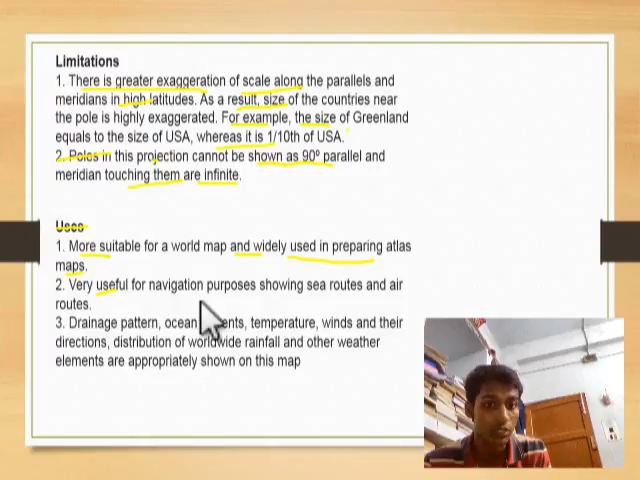 Limitations
1. There is greater exaggeration of scale along the parallels and
meridians in high latitudes. As a result, size of the countries near
the pole is highly exaggerated. For example, the size of Greenland
equals to the size of USA, whereas it is 1/10th of USA.
2. Poles in this projection cannot be shown as 90º parallel and
meridian touching them are infinite.
Uses
1. More suitable for a world map and widely used in preparing atlas
maps.
2. Very useful for navigation purposes showing sea routes and air
routes.
3. Drainage pattern, ocean ents, temperature, winds and their
directions, distribution of worldwide rainfall and other weather
elements are appropriately shown on this map